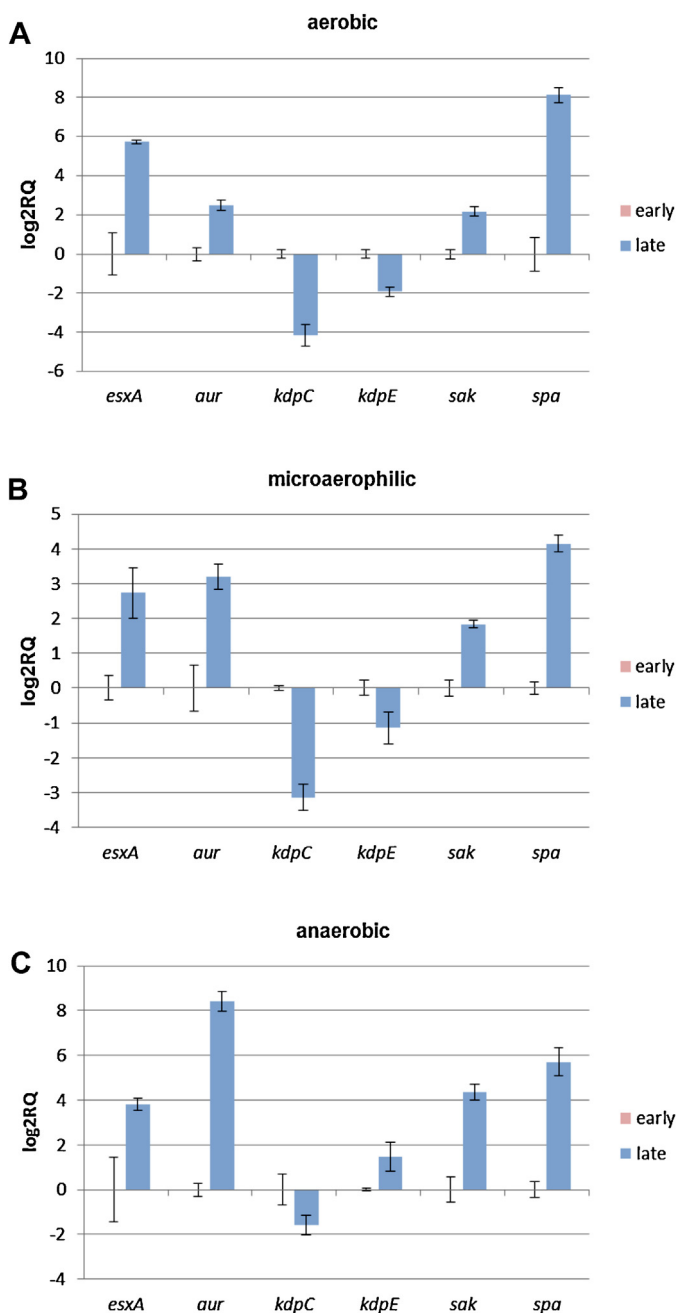 A
aerobic
10
8
6
4
2
0
-2
-4
-6
log2RQ
esxA aur kdpC kdpE sak spa
early
late
B
microaerophilic
5
4
3
2
1
0
-1
-2
-3
-4
log2RQ
esxA aur kdpC kdpE sak spa
early
late
C
anaerobic
10
8
6
4
2
0
-2
-4
log2RQ
esxA aur kdpC kdpE sak spa
early
late